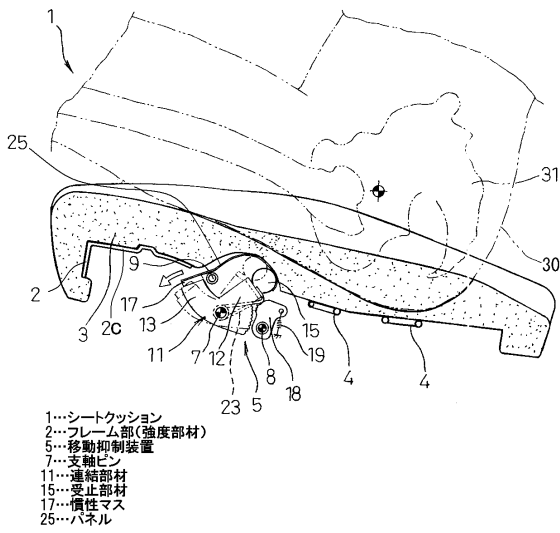 1
25
31
30
2
3
2C
9
17
13
11
7
12
23
5
8
18
19
15
4
4
1…シートクッション
2…フレーム部(強度部材)
5…移動抑制装置
7…支軸ピン
11…連結部材
15…受止部材
17…慣性マス
25…パネル